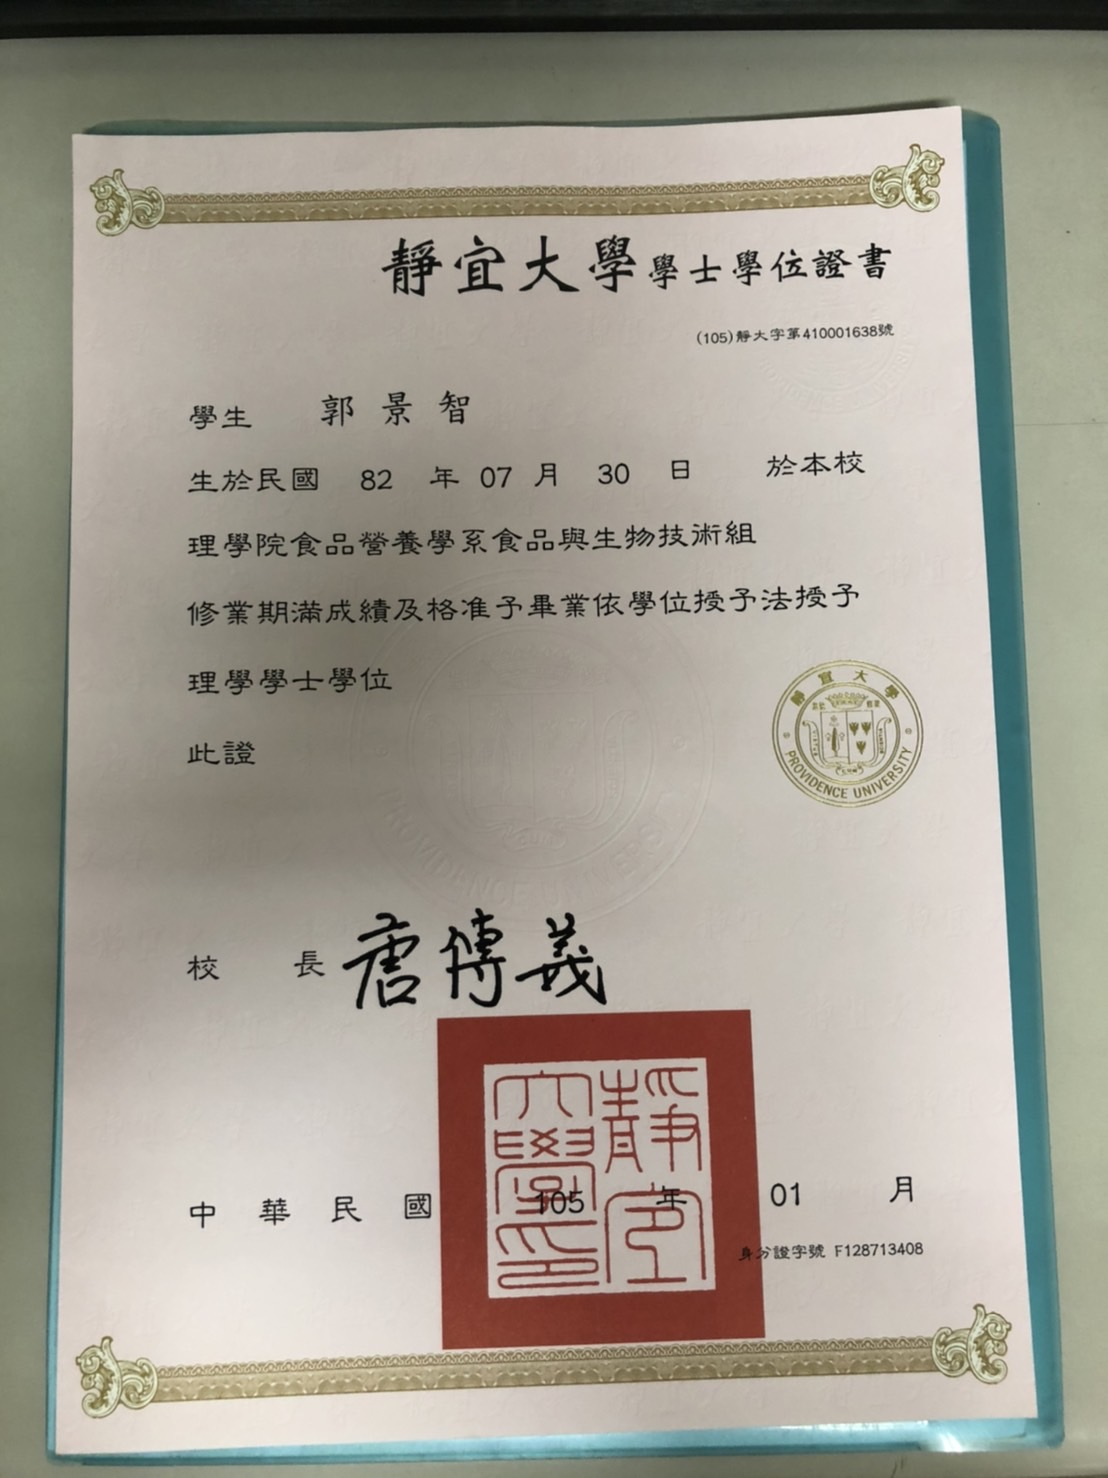 靜宜大學學士學位證書
(105)靜大字第410001638號
學生 郭景智
生於民國 82 年 07 月 30 日 於本校
理學院食品營養學系食品與生物技術組
修業期滿成績及格准予畢業依學位授予法授予
理學學士學位
此證
靜宜大學
PROVIDENCE UNIVERSITY
校 長 唐傳義
靜宜大學印
中 華 民 國 105 年 01 月
身分證字號 F128713408